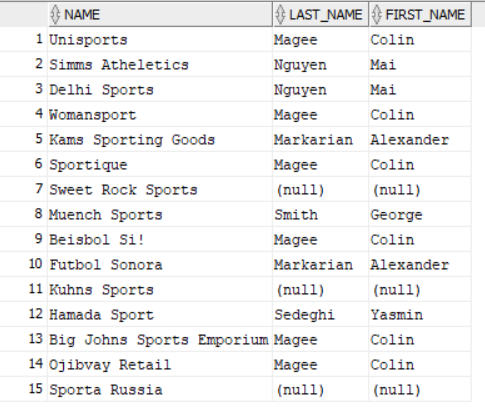 NAME LAST_NAME FIRST_NAME
1 Unisports Magee Colin
2 Simms Atheletics Nguyen Mai
3 Delhi Sports Nguyen Mai
4 Womansport Magee Colin
5 Kams Sporting Goods Markarian Alexander
6 Sportique Magee Colin
7 Sweet Rock Sports (null) (null)
8 Muench Sports Smith George
9 Beisbol Si! Magee Colin
10 Futbol Sonora Markarian Alexander
11 Kuhns Sports (null) (null)
12 Hamada Sport Sedeghi Yasmin
13 Big Johns Sports Emporium Magee Colin
14 Ojibvay Retail Magee Colin
15 Sporta Russia (null) (null)